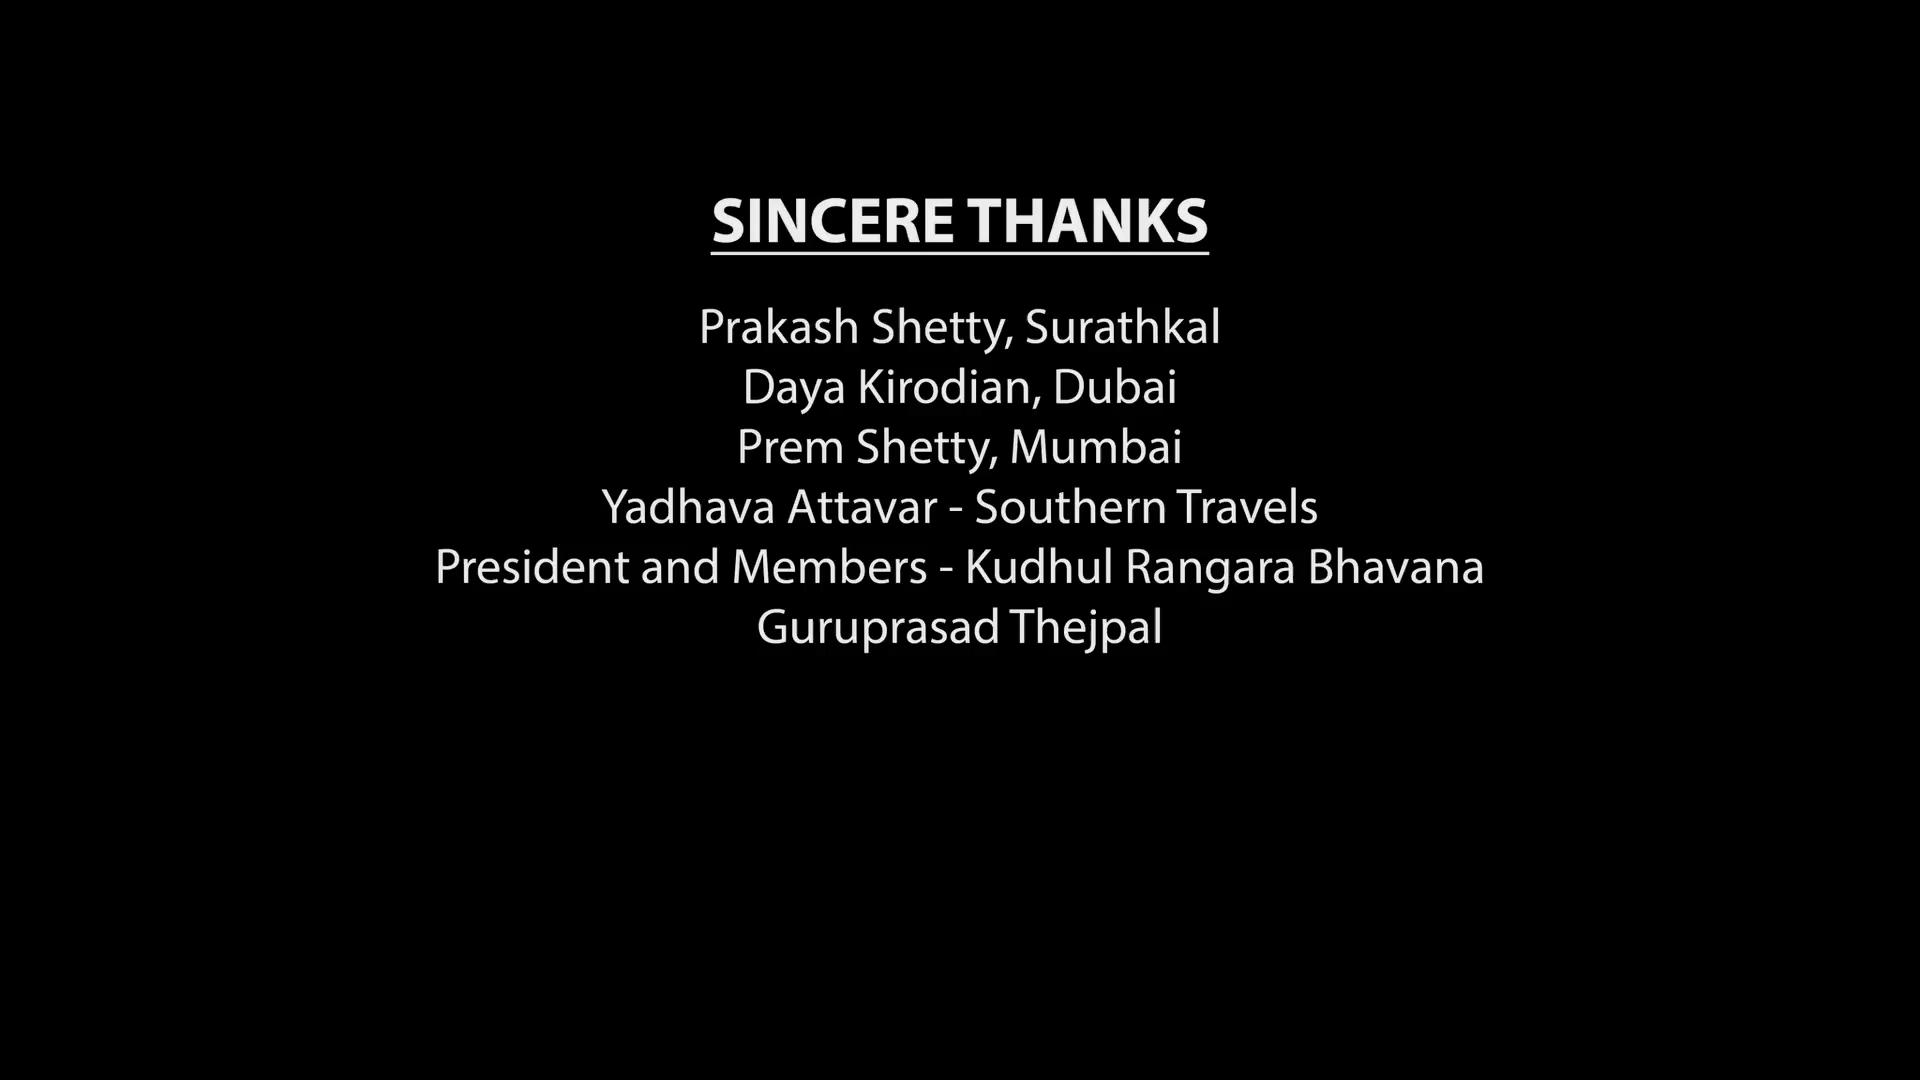 SINCERE THANKS
Prakash Shetty, Surathkal
Daya Kirodian, Dubai
Prem Shetty, Mumbai
Yadhava Attavar - Southern Travels
President and Members - Kudhul Rangara Bhavana
Guruprasad Thejpal